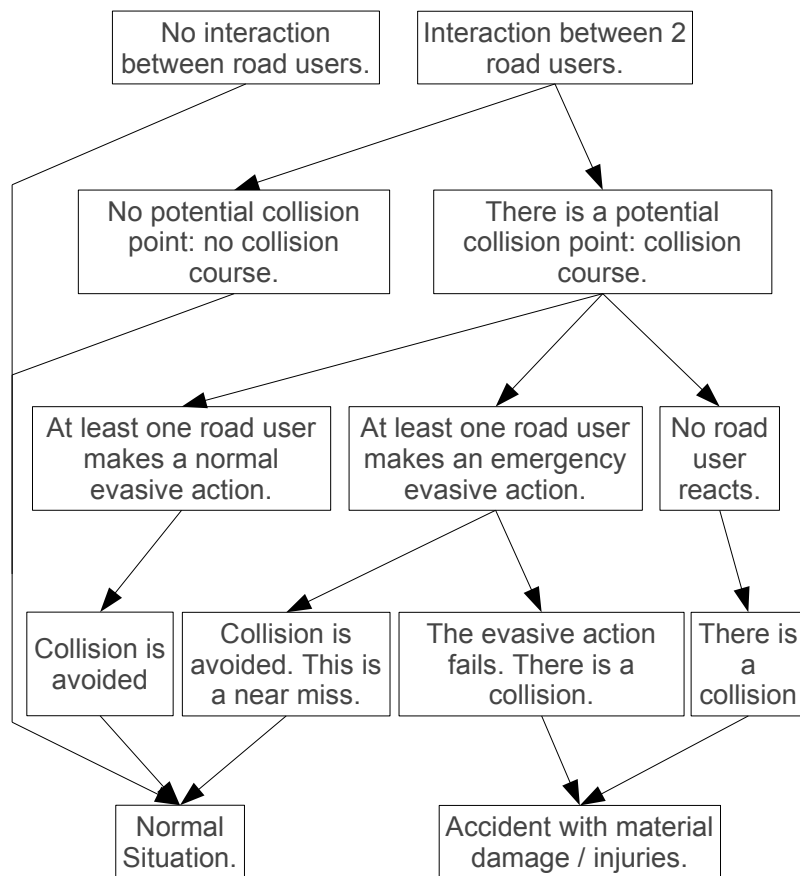 No interaction
between road users.
Interaction between 2
road users.
No potential collision
point: no collision
course.
There is a potential
collision point: collision
course.
At least one road user
makes a normal
evasive action.
At least one road user
makes an emergency
evasive action.
No road
user
reacts.
Collision is
avoided
Collision is
avoided. This is
a near miss.
The evasive action
fails. There is a
collision.
There is
a
collision
Normal
Situation.
Accident with material
damage / injuries.